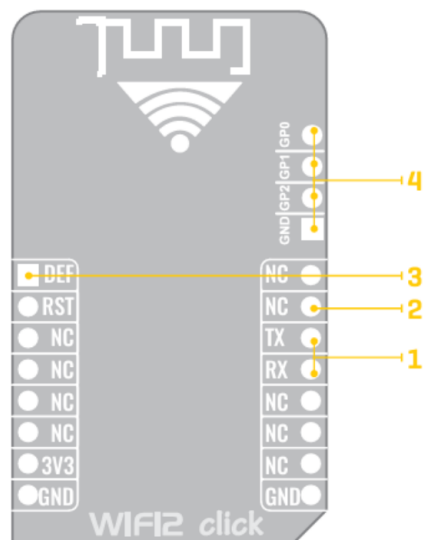 GP0
GP1
GP2
GND
4
DEF NC 3
RST NC 2
NC TX
1
NC RX
NC NC
NC NC
3V3 NC
GND GND
WIFI2 click